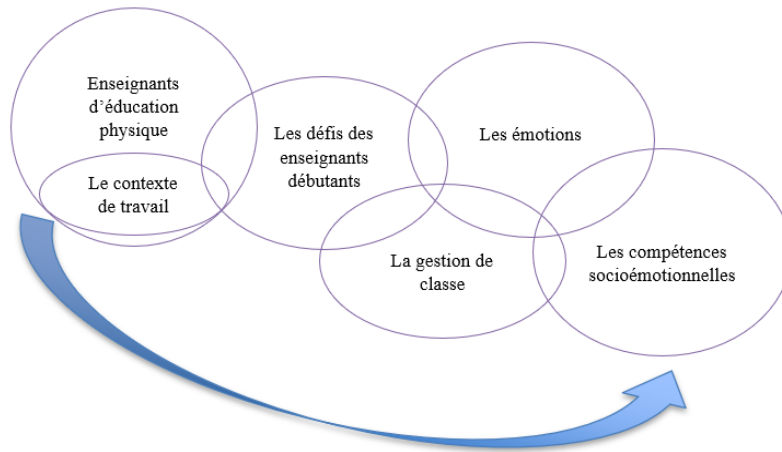 Enseignants
d’éducation
physique
Le contexte
de travail
Les défis des
enseignants
débutants
Les émotions
La gestion de
classe
Les compétences
socioémotionnelles